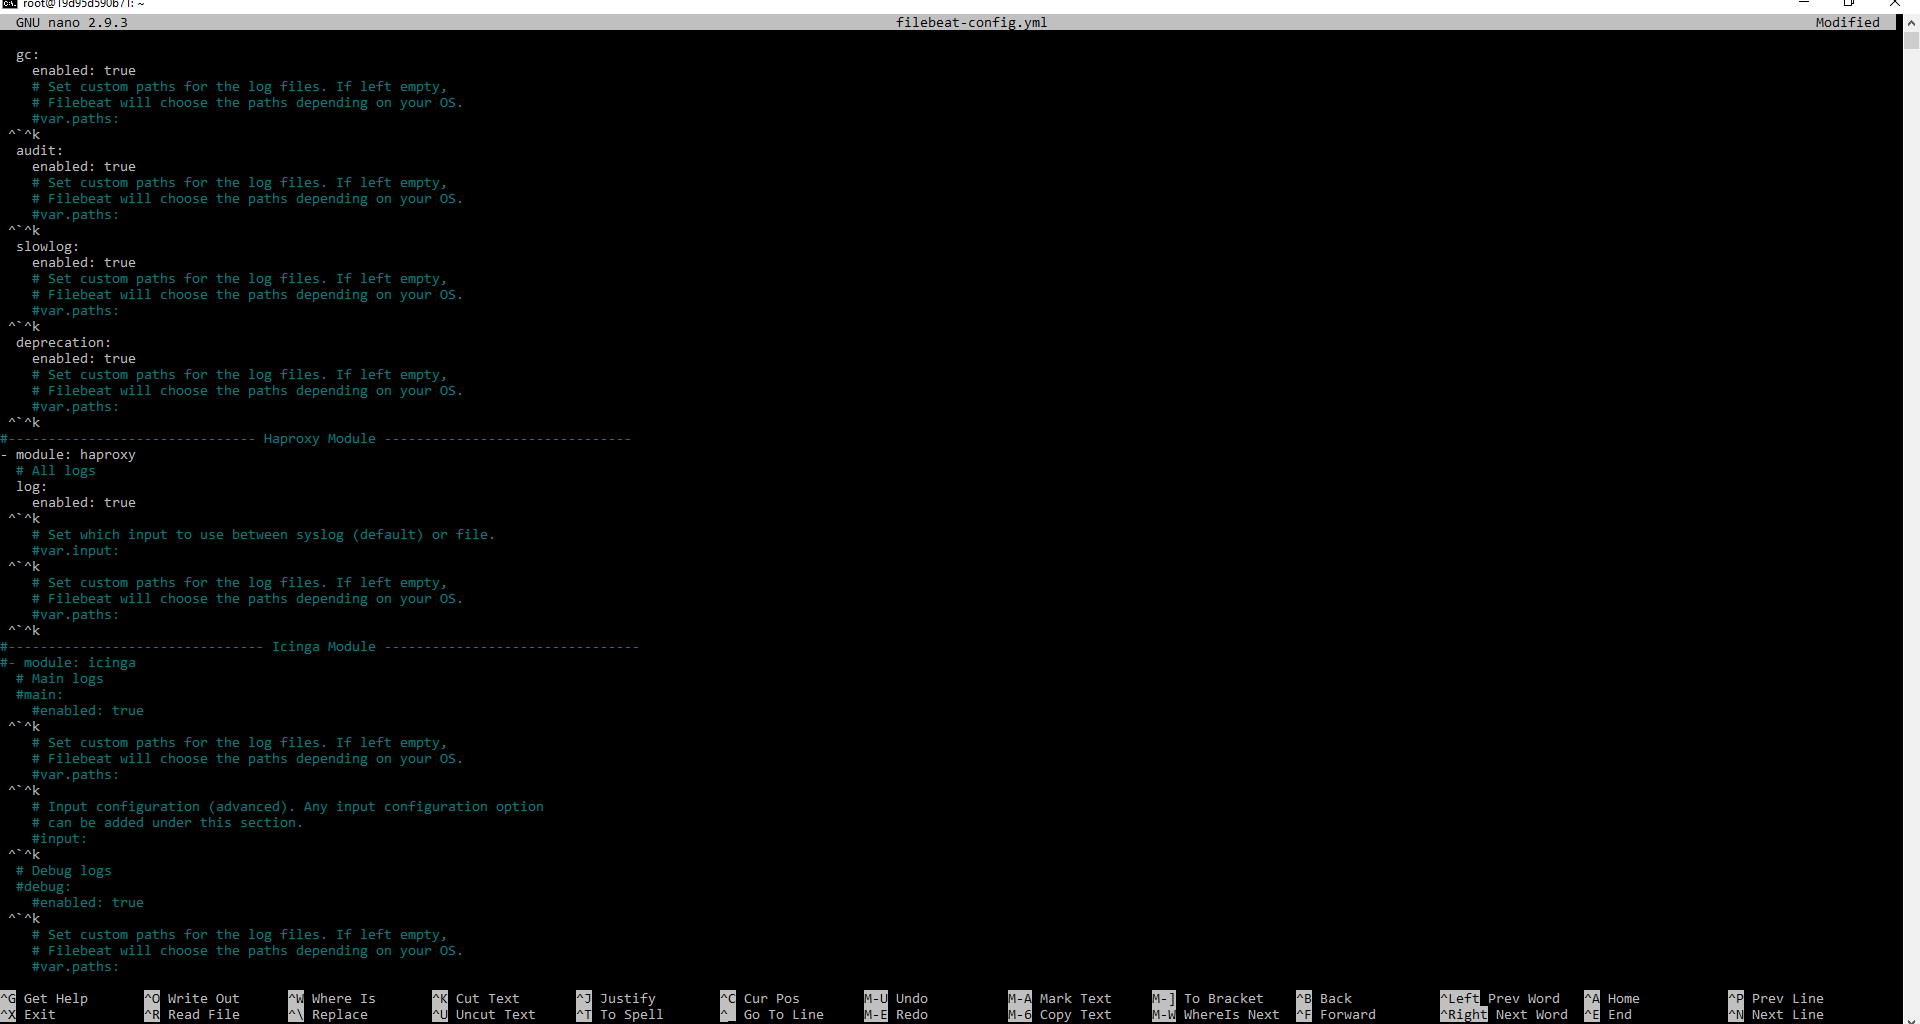 root@19d95d590b71: ~
GNU nano 2.9.3 filebeat-config.yml Modified
gc:
enabled: true
# Set custom paths for the log files. If left empty,
# Filebeat will choose the paths depending on your OS.
#var.paths:
^`^k
audit:
enabled: true
# Set custom paths for the log files. If left empty,
# Filebeat will choose the paths depending on your OS.
#var.paths:
^`^k
slowlog:
enabled: true
# Set custom paths for the log files. If left empty,
# Filebeat will choose the paths depending on your OS.
#var.paths:
^`^k
deprecation:
enabled: true
# Set custom paths for the log files. If left empty,
# Filebeat will choose the paths depending on your OS.
#var.paths:
^`^k
#------------------------------- Haproxy Module -------------------------------
- module: haproxy
# All logs
log:
enabled: true
^`^k
# Set which input to use between syslog (default) or file.
#var.input:
^`^k
# Set custom paths for the log files. If left empty,
# Filebeat will choose the paths depending on your OS.
#var.paths:
^`^k
#-------------------------------- Icinga Module --------------------------------
#- module: icinga
# Main logs
#main:
#enabled: true
^`^k
# Set custom paths for the log files. If left empty,
# Filebeat will choose the paths depending on your OS.
#var.paths:
^`^k
# Input configuration (advanced). Any input configuration option
# can be added under this section.
#input:
^`^k
# Debug logs
#debug:
#enabled: true
^`^k
# Set custom paths for the log files. If left empty,
# Filebeat will choose the paths depending on your OS.
#var.paths:
^G Get Help ^O Write Out ^W Where Is ^K Cut Text ^J Justify ^C Cur Pos M-U Undo M-A Mark Text M-] To Bracket ^B Back ^Left Prev Word ^A Home ^P Prev Line
^X Exit ^R Read File ^\ Replace ^U Uncut Text ^T To Spell ^_ Go To Line M-E Redo M-6 Copy Text M-W WhereIs Next ^F Forward ^Right Next Word ^E End ^N Next Line